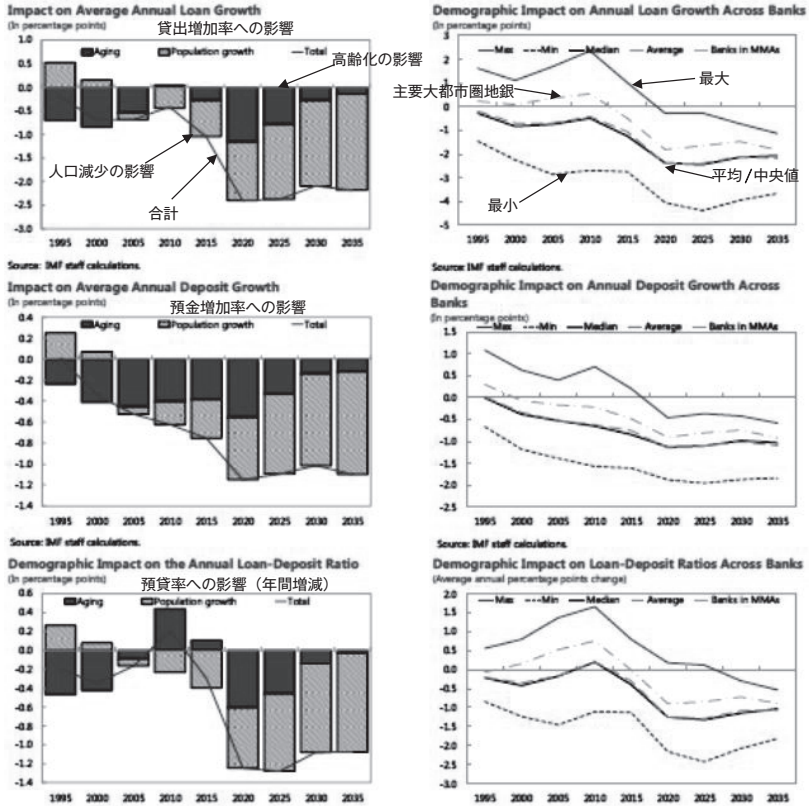 Impact on Average Annual Loan Growth
(In percentage points)
貸出増加率への影響
1.0
0.5
0.0
-0.5
-1.0
-1.5
-2.0
-2.5
-3.0
Aging
Population growth
Total
高齢化の影響
人口減少の影響
合計
1995 2000 2005 2010 2015 2020 2025 2030 2035
Source: IMF staff calculations.
Demographic Impact on Annual Loan Growth Across Banks
(In percentage points)
3
2
1
0
-1
-2
-3
-4
-5
Max
Min
Median
Average
Banks in MMAs
最大
主要大都市圏地銀
平均/中央値
最小
1995 2000 2005 2010 2015 2020 2025 2030 2035
Source: IMF staff calculations.
Impact on Average Annual Deposit Growth
(In percentage points)
預金増加率への影響
0.4
0.2
0.0
-0.2
-0.4
-0.6
-0.8
-1.0
-1.2
-1.4
Aging
Population growth
Total
1995 2000 2005 2010 2015 2020 2025 2030 2035
Source: IMF staff calculations.
Demographic Impact on Annual Deposit Growth Across
Banks
(In percentage points)
1.5
1.0
0.5
0.0
-0.5
-1.0
-1.5
-2.0
-2.5
Max
Min
Median
Average
Banks in MMAs
1995 2000 2005 2010 2015 2020 2025 2030 2035
Source: IMF staff calculations.
Demographic Impact on the Annual Loan-Deposit Ratio
(In percentage points)
預貸率への影響（年間増減）
0.6
0.4
0.2
0.0
-0.2
-0.4
-0.6
-0.8
-1.0
-1.2
-1.4
Aging
Population growth
Total
1995 2000 2005 2010 2015 2020 2025 2030 2035
Demographic Impact on Loan-Deposit Ratios Across Banks
(Average annual percentage points change)
2.0
1.5
1.0
0.5
0.0
-0.5
-1.0
-1.5
-2.0
-2.5
-3.0
Max
Min
Median
Average
Banks in MMAs
1995 2000 2005 2010 2015 2020 2025 2030 2035